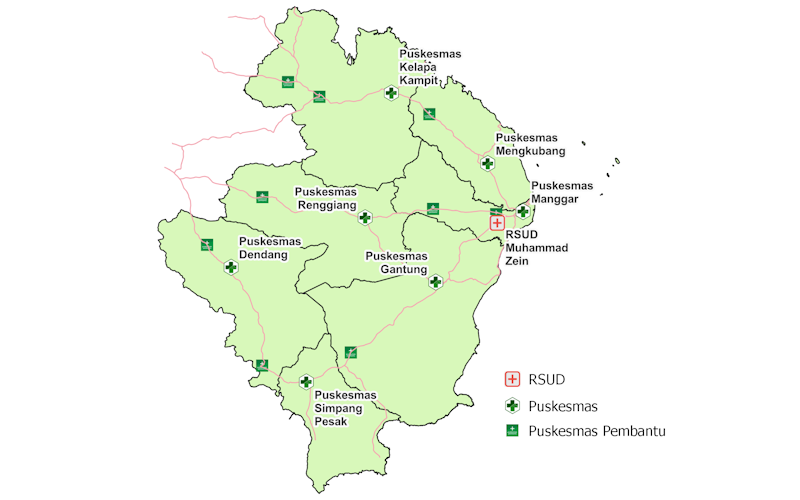 Puskesmas
Kelapa
Kampit
Puskesmas
Mengkubang
Puskesmas
Manggar
Puskesmas
Renggiang
RSUD
Muhammad
Zein
Puskesmas
Dendang
Puskesmas
Gantung
Puskesmas
Simpang
Pesak
RSUD
Puskesmas
Puskesmas Pembantu